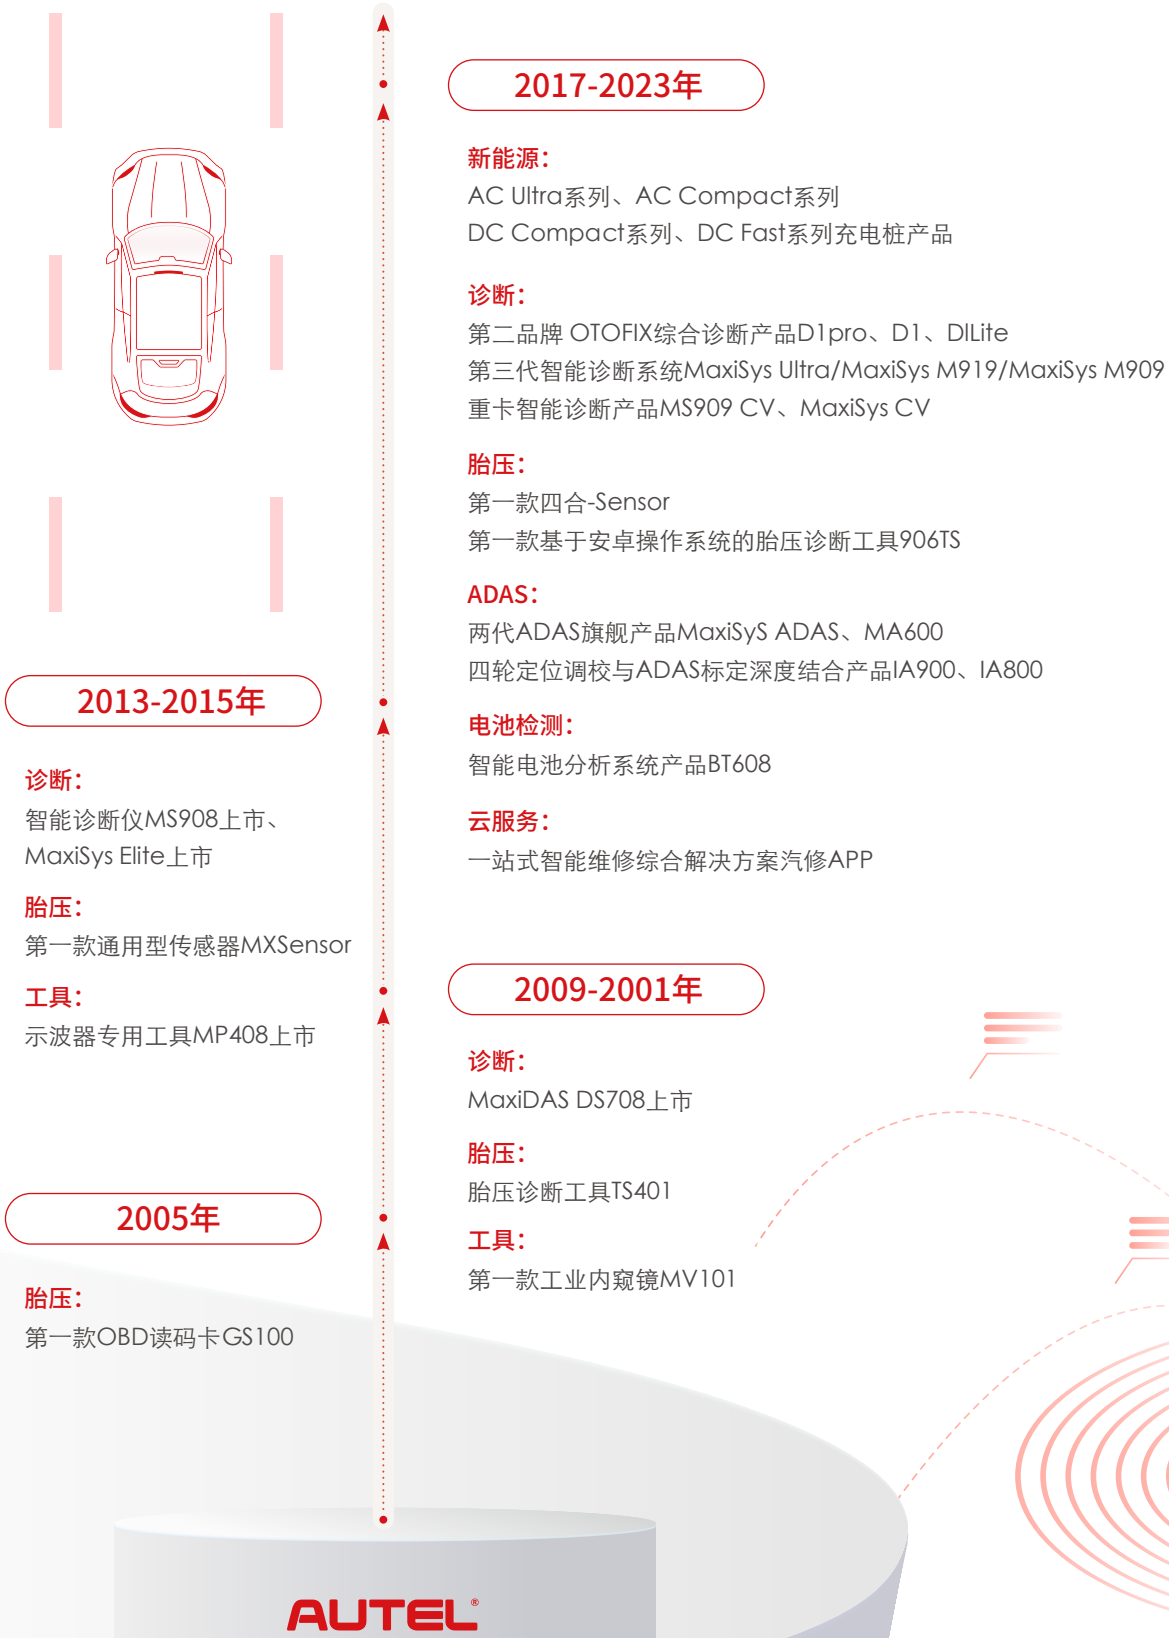 2017-2023年
新能源：
AC Ultra系列、AC Compact系列
DC Compact系列、DC Fast系列充电桩产品
诊断：
第二品牌 OTOFIX综合诊断产品D1pro、D1、DlLite
第三代智能诊断系统MaxiSys Ultra/MaxiSys M919/MaxiSys M909
重卡智能诊断产品MS909 CV、MaxiSys CV
胎压：
第一款四合-Sensor
第一款基于安卓操作系统的胎压诊断工具906TS
ADAS：
两代ADAS旗舰产品MaxiSyS ADAS、MA600
四轮定位调校与ADAS标定深度结合产品IA900、IA800
电池检测：
智能电池分析系统产品BT608
云服务：
一站式智能维修综合解决方案汽修APP
2013-2015年
诊断：
智能诊断仪MS908上市、
MaxiSys Elite上市
胎压：
第一款通用型传感器MXSensor
工具：
示波器专用工具MP408上市
2009-2001年
诊断：
MaxiDAS DS708上市
胎压：
胎压诊断工具TS401
工具：
第一款工业内窥镜MV101
2005年
胎压：
第一款OBD读码卡GS100
AUTEL®